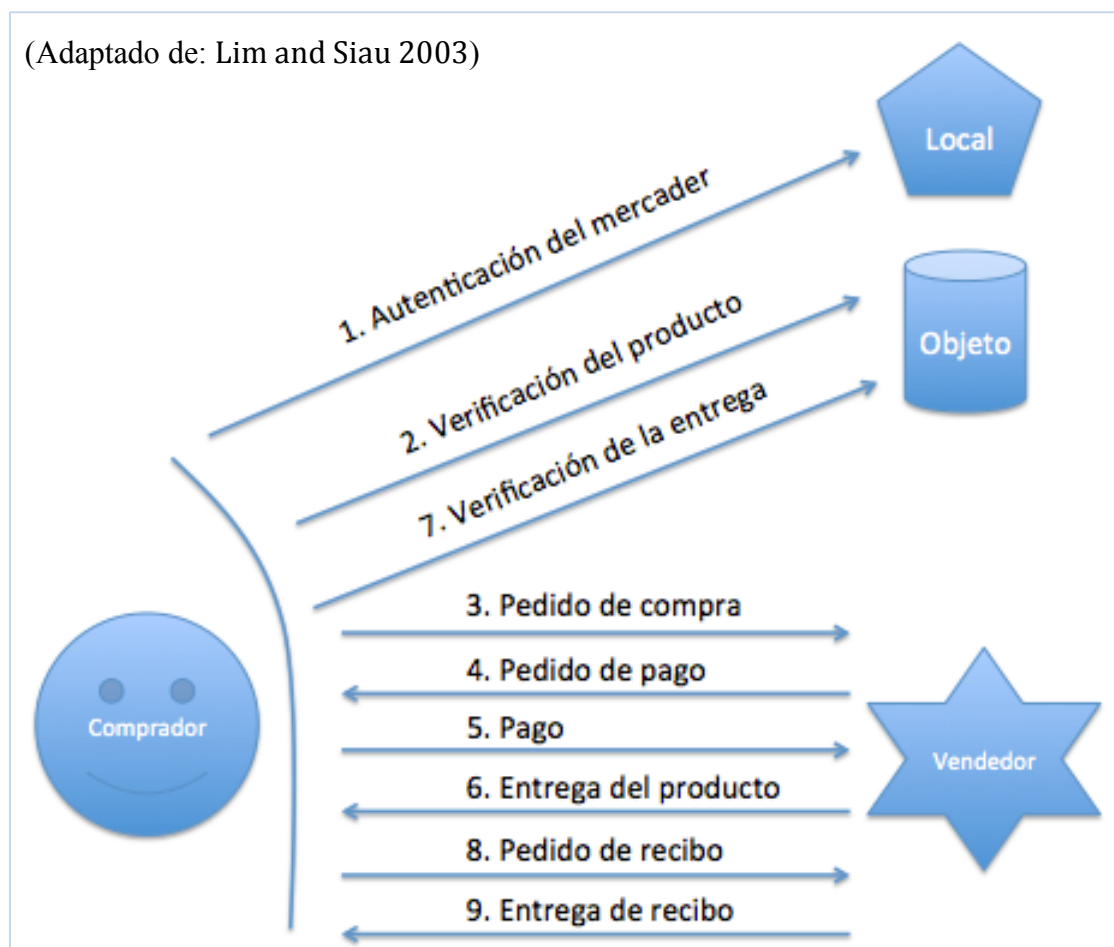 (Adaptado de: Lim and Siau 2003)
Local
1. Autenticación del mercader
Objeto
2. Verificación del producto
7. Verificación de la entrega
3. Pedido de compra
4. Pedido de pago
Comprador
5. Pago
Vendedor
6. Entrega del producto
8. Pedido de recibo
9. Entrega de recibo